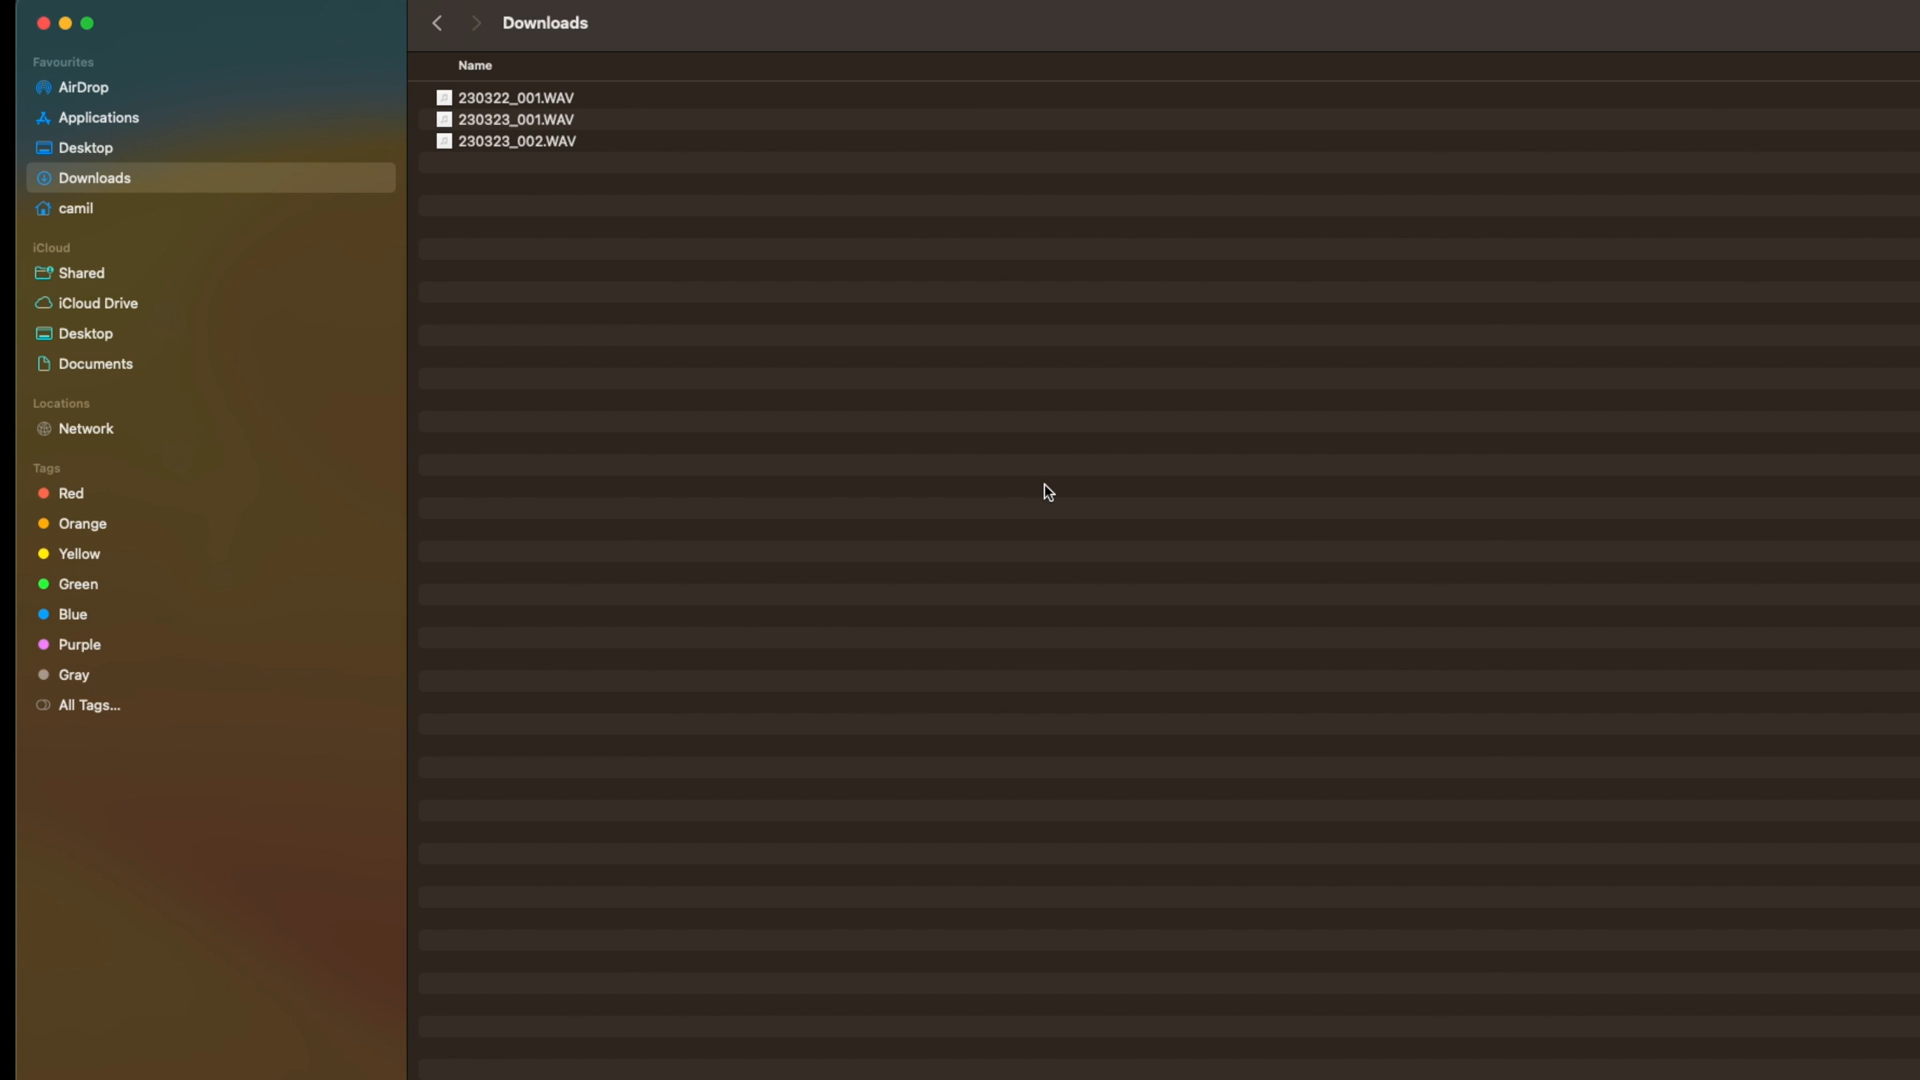 Favourites
AirDrop
Applications
Desktop
Downloads
camil
iCloud
Shared
iCloud Drive
Desktop
Documents
Locations
Network
Tags
Red
Orange
Yellow
Green
Blue
Purple
Gray
All Tags...
Downloads
Name
230322_001.WAV
230323_001.WAV
230323_002.WAV